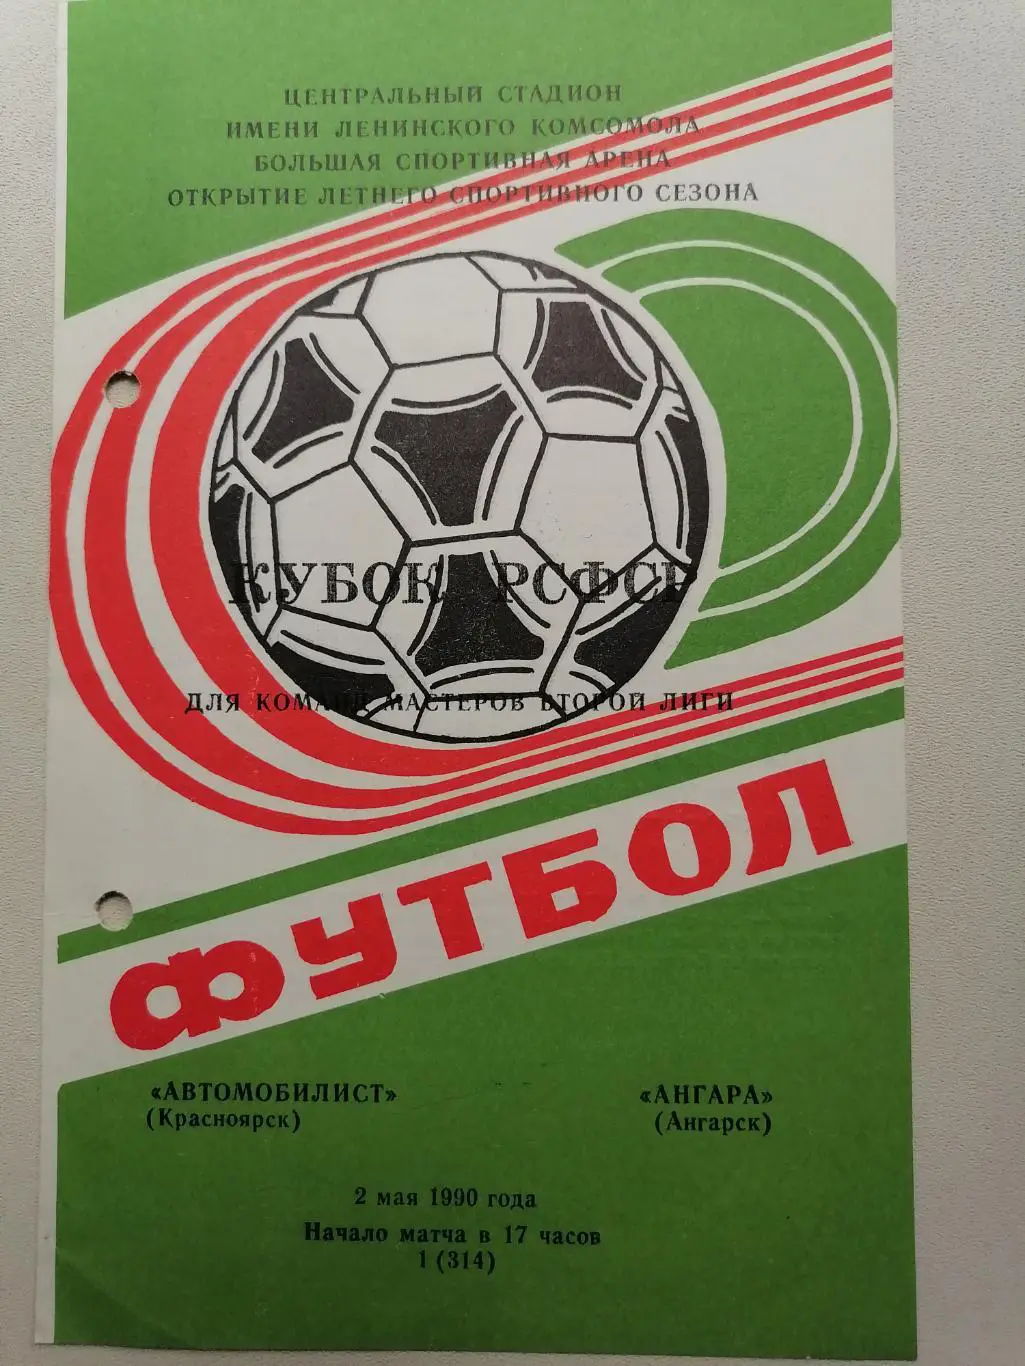 ЦЕНТРАЛЬНЫЙ СТАДИОН
ИМЕНИ ЛЕНИНСКОГО КОМСОМОЛА
БОЛЬШАЯ СПОРТИВНАЯ АРЕНА
ОТКРЫТИЕ ЛЕТНЕГО СПОРТИВНОГО СЕЗОНА
КУБОК РСФСР
ДЛЯ КОМАНД МАСТЕРОВ ВТОРОЙ ЛИГИ
ФУТБОЛ
«АВТОМОБИЛИСТ» «АНГАРА»
(Красноярск) (Ангарск)
2 мая 1990 года
Начало матча в 17 часов
1 (314)